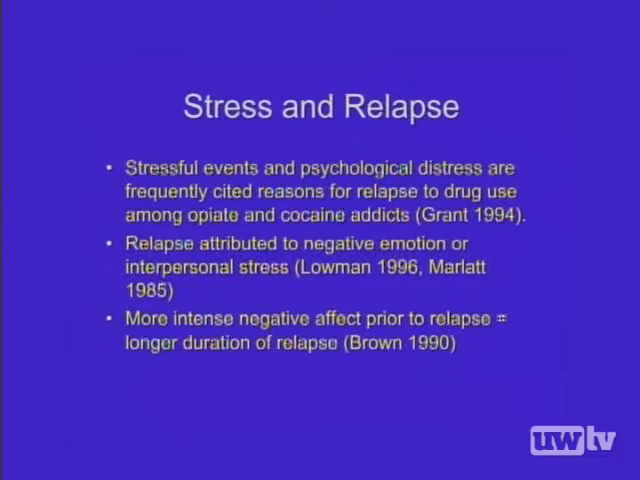 Stress and Relapse
• Stressful events and psychological distress are
frequently cited reasons for relapse to drug use
among opiate and cocaine addicts (Grant 1994).
• Relapse attributed to negative emotion or
interpersonal stress (Lowman 1996, Marlatt
1985)
• More intense negative affect prior to relapse =
longer duration of relapse (Brown 1990)
uwtv